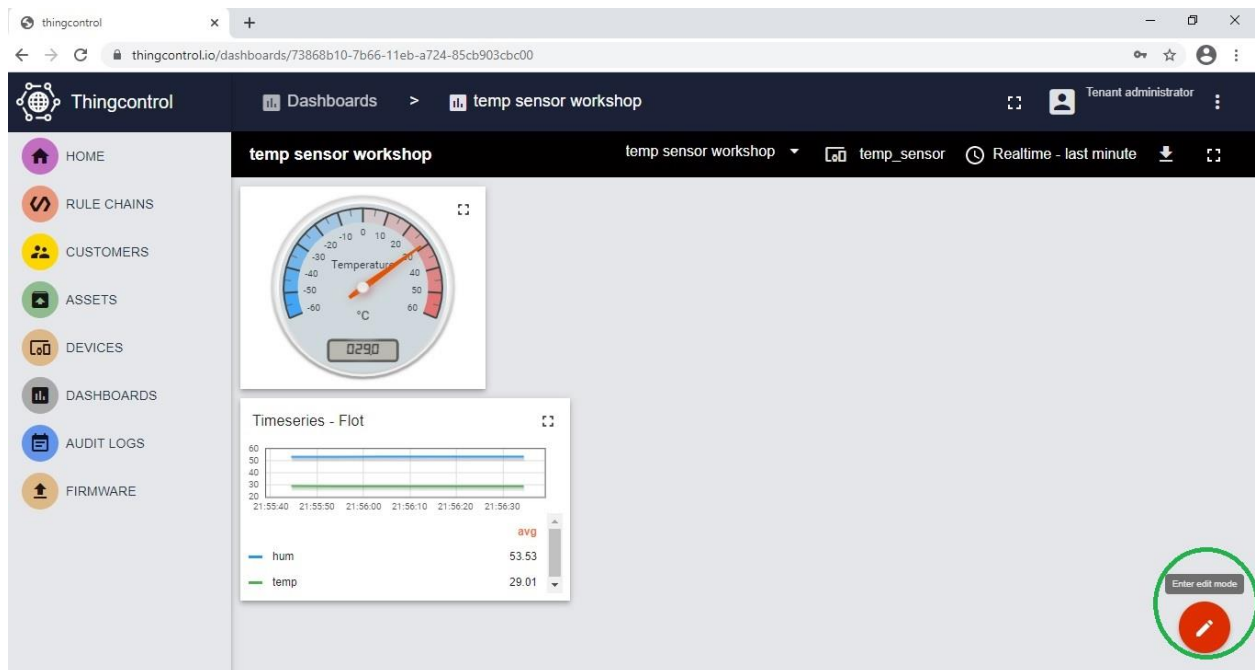 thingcontrol
thingcontrol.io/dashboards/73868b10-7b66-11eb-a724-85cb903cbc00
Thingcontrol
Dashboards > temp sensor workshop
Tenant administrator
HOME
RULE CHAINS
CUSTOMERS
ASSETS
DEVICES
DASHBOARDS
AUDIT LOGS
FIRMWARE
temp sensor workshop
temp sensor workshop
temp_sensor
Realtime - last minute
-60 -50 -40 -30 -20 -10 0 10 20 30 40 50 60
Temperature
°C
029.0
Timeseries - Flot
60
50
40
30
20
21:55:40 21:55:50 21:56:00 21:56:10 21:56:20 21:56:30
avg
hum 53.53
temp 29.01
Enter edit mode